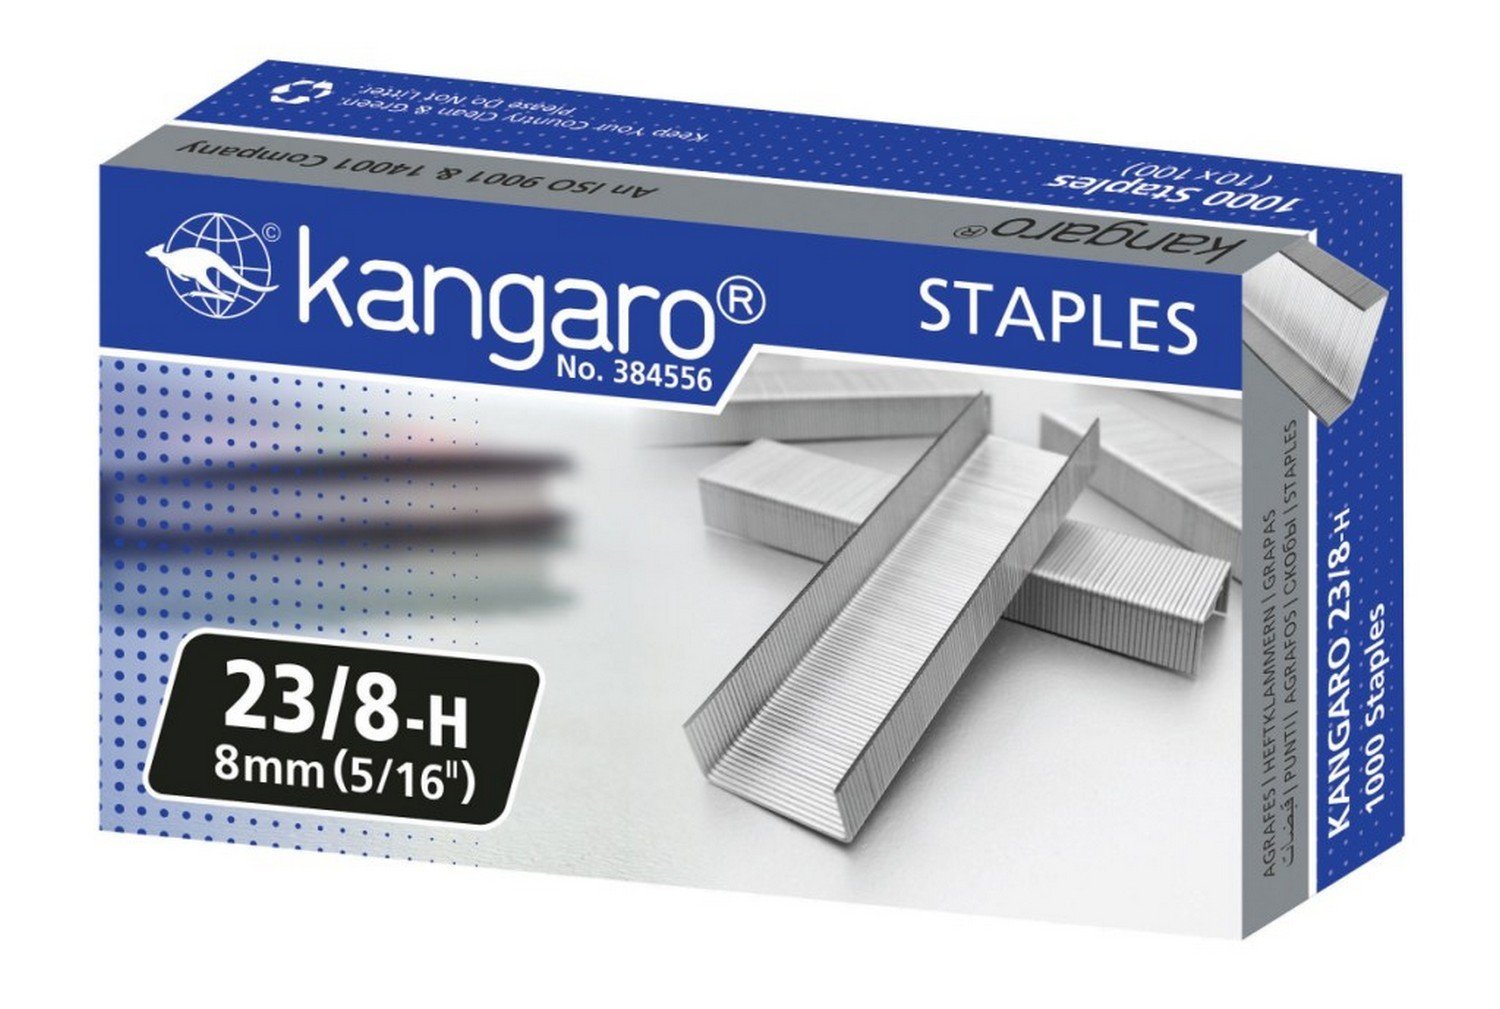 Keep Your Country Clean & Green.
Please Do Not Litter.
1000 Staples
(10x100)
An ISO 9001 & 14001 Company
kangaro®
©
kangaro®
No. 384556
STAPLES
23/8-H
8mm (5/16")
AGRAFES | HEFTKLAMMERN | GRAPAS
دبسات | PUNTI | AGRAFOS | СКОБЫ | STAPLES
KANGARO 23/8-H
1000 Staples